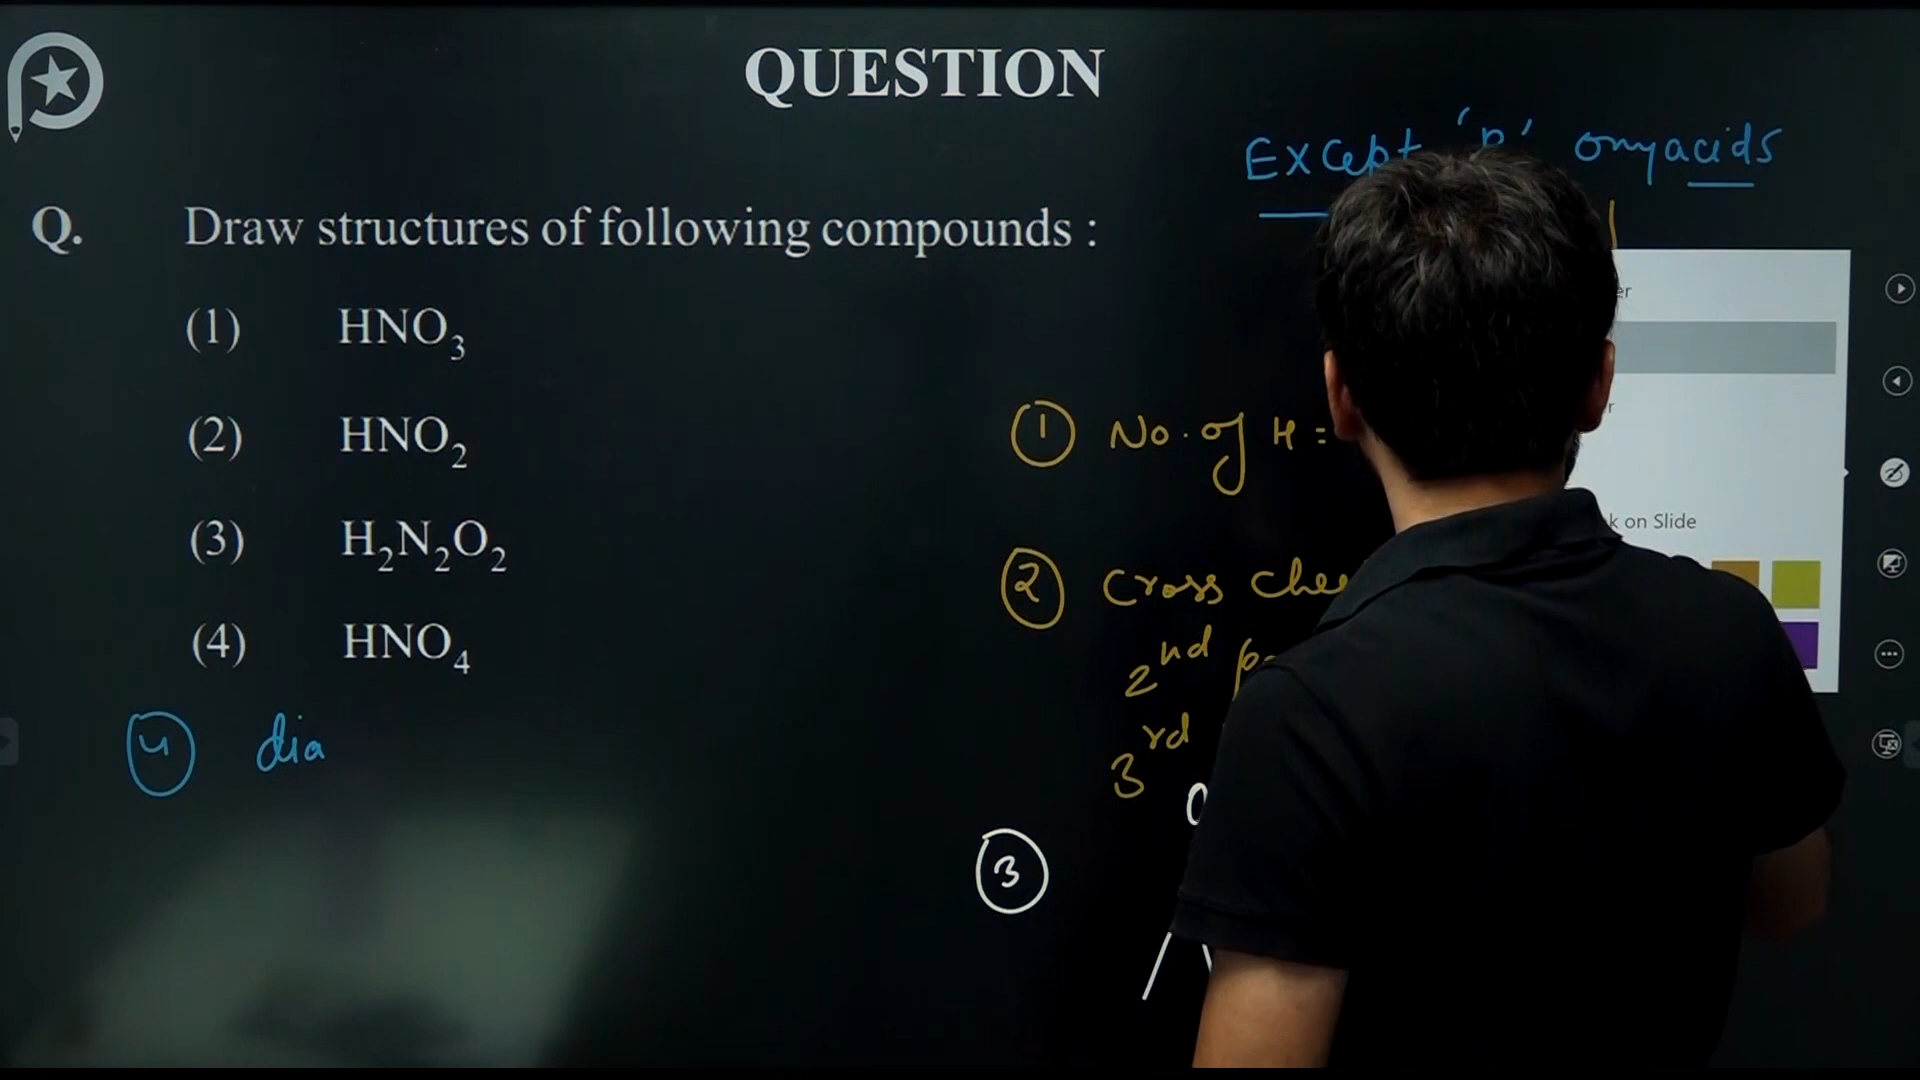 QUESTION
Except 'P' oxyacids
Q. Draw structures of following compounds :
(1) HNO₃
(2) HNO₂
(3) H₂N₂O₂
(4) HNO₄
④ dia
① No. of H =
② Cross che
2nd
3rd
③
k on Slide